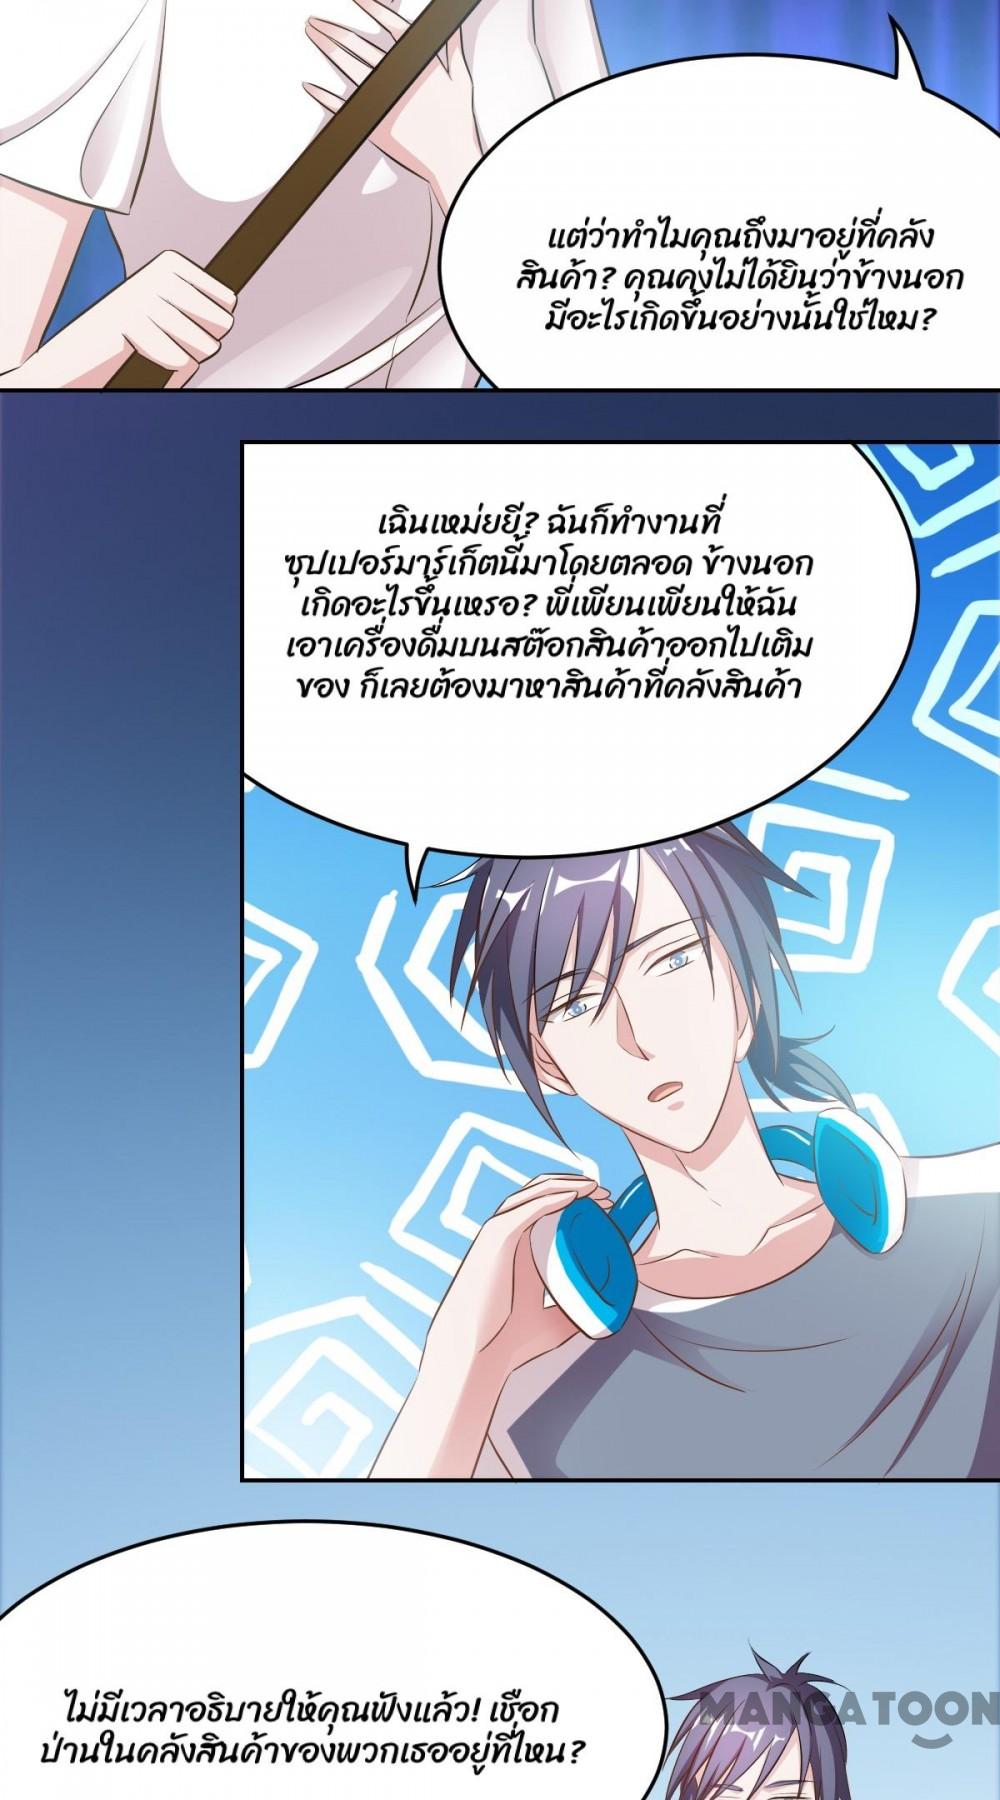 แต่ว่าทำไมคุณถึงมาอยู่ที่คลัง
สินค้า? คุณคงไม่ได้ยินว่าข้างนอก
มีอะไรเกิดขึ้นอย่างนั้นใช่ไหม?
เฉินเหม่ยยี? ฉันก็ทำงานที่
ซุปเปอร์มาร์เก็ตนี้มาโดยตลอด ข้างนอก
เกิดอะไรขึ้นเหรอ? พี่เพียนเพียนให้ฉัน
เอาเครื่องดื่มบนสต๊อกสินค้าออกไปเติม
ของ ก็เลยต้องมาหาสินค้าที่คลังสินค้า
ไม่มีเวลาอธิบายให้คุณฟังแล้ว! เชือก
ป่านในคลังสินค้าของพวกเธออยู่ที่ไหน?
MANGATOON